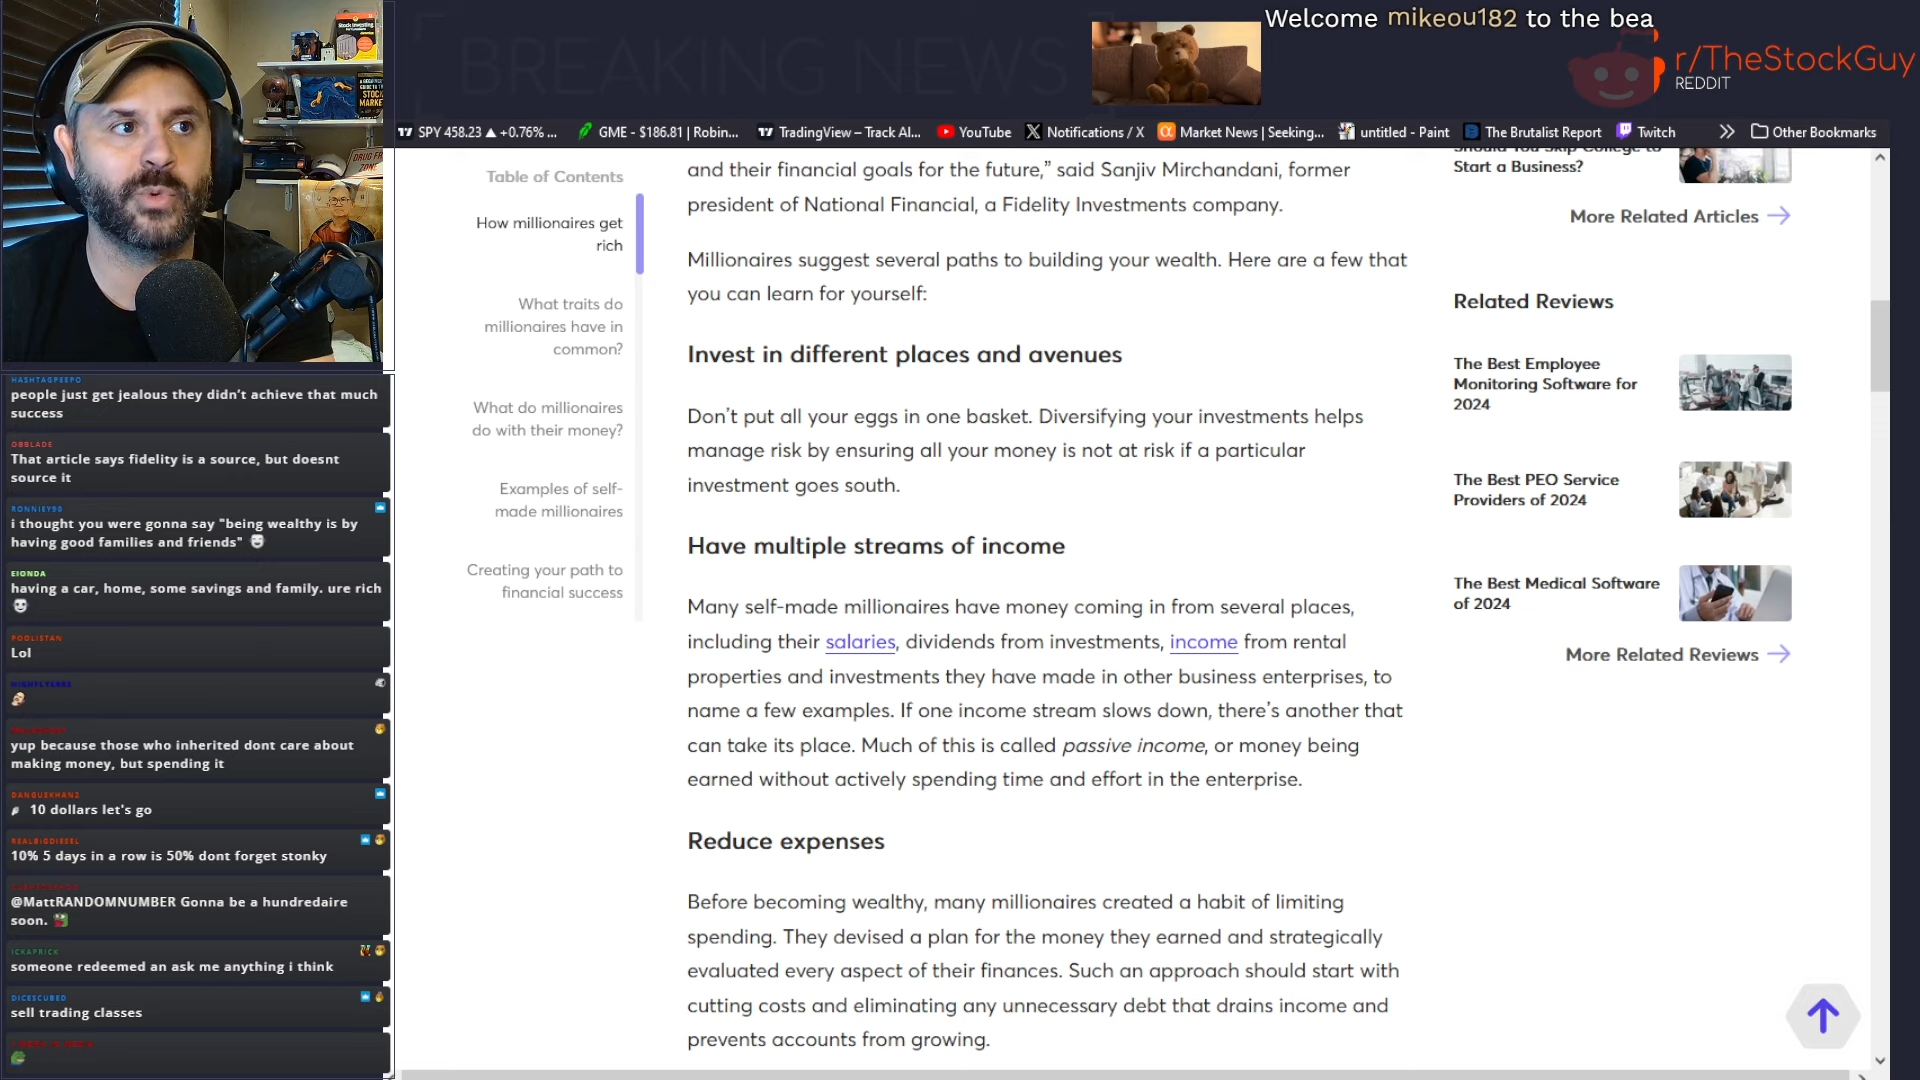 BREAKING NEWS
Welcome mikeou182 to the bea
r/TheStockGuy
REDDIT
SPY 458.23 ▲ +0.76% ...
GME - $186.81 | Robin...
TradingView – Track Al...
YouTube
Notifications / X
Market News | Seeking...
untitled - Paint
The Brutalist Report
Twitch
Other Bookmarks
Table of Contents
How millionaires get
rich
What traits do
millionaires have in
common?
What do millionaires
do with their money?
Examples of self-
made millionaires
Creating your path to
financial success
and their financial goals for the future,” said Sanjiv Mirchandani, former
president of National Financial, a Fidelity Investments company.
Millionaires suggest several paths to building your wealth. Here are a few that
you can learn for yourself:
Invest in different places and avenues
Don’t put all your eggs in one basket. Diversifying your investments helps
manage risk by ensuring all your money is not at risk if a particular
investment goes south.
Have multiple streams of income
Many self-made millionaires have money coming in from several places,
including their salaries, dividends from investments, income from rental
properties and investments they have made in other business enterprises, to
name a few examples. If one income stream slows down, there’s another that
can take its place. Much of this is called passive income, or money being
earned without actively spending time and effort in the enterprise.
Reduce expenses
Before becoming wealthy, many millionaires created a habit of limiting
spending. They devised a plan for the money they earned and strategically
evaluated every aspect of their finances. Such an approach should start with
cutting costs and eliminating any unnecessary debt that drains income and
prevents accounts from growing.
Should You Skip College to
Start a Business?
More Related Articles
Related Reviews
The Best Employee
Monitoring Software for
2024
The Best PEO Service
Providers of 2024
The Best Medical Software
of 2024
More Related Reviews
HASHTAGPEEPO
people just get jealous they didn't achieve that much
success
OBBLADE
That article says fidelity is a source, but doesnt
source it
RONNIEY90
i thought you were gonna say "being wealthy is by
having good families and friends"
EIONDA
having a car, home, some savings and family. ure rich
POOLISTAN
Lol
yup because those who inherited dont care about
making money, but spending it
DANGUSKHAN2
10 dollars let's go
REALBIGDIESEL
10% 5 days in a row is 50% dont forget stonky
@MattRANDOMNUMBER Gonna be a hundredaire
soon.
ICKAPRICK
someone redeemed an ask me anything i think
DICESCUBED
sell trading classes